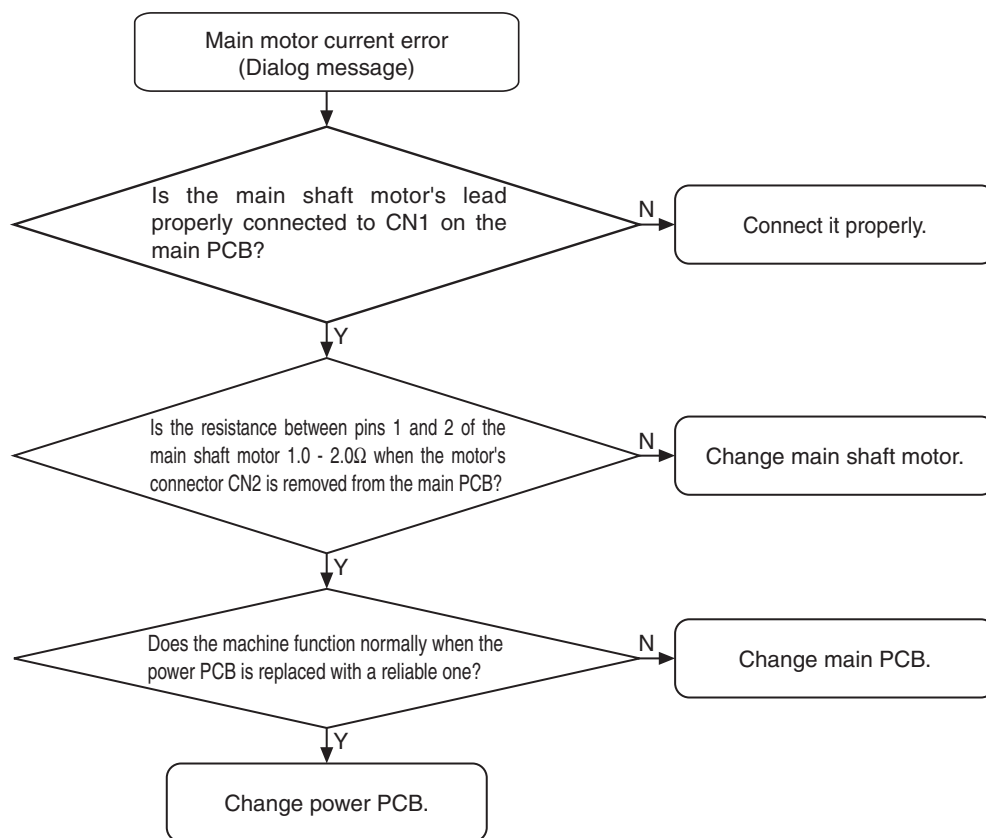 Main motor current error
(Dialog message)
Is the main shaft motor's lead
properly connected to CN1 on the
main PCB?
N
Connect it properly.
Y
Is the resistance between pins 1 and 2 of the
main shaft motor 1.0 - 2.0Ω when the motor's
connector CN2 is removed from the main PCB?
N
Change main shaft motor.
Y
Does the machine function normally when the
power PCB is replaced with a reliable one?
N
Change main PCB.
Y
Change power PCB.